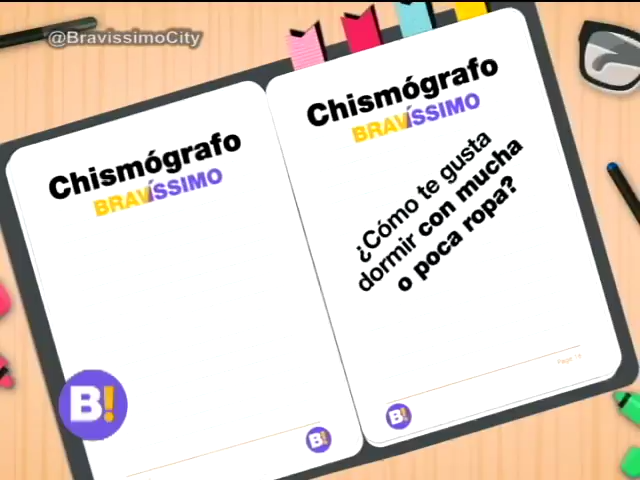 @BravissimoCity
Chismógrafo
BRAVÍSSIMO
B!
B!
Chismógrafo
BRAVÍSSIMO
¿Cómo te gusta
dormir con mucha
o poca ropa?
B!